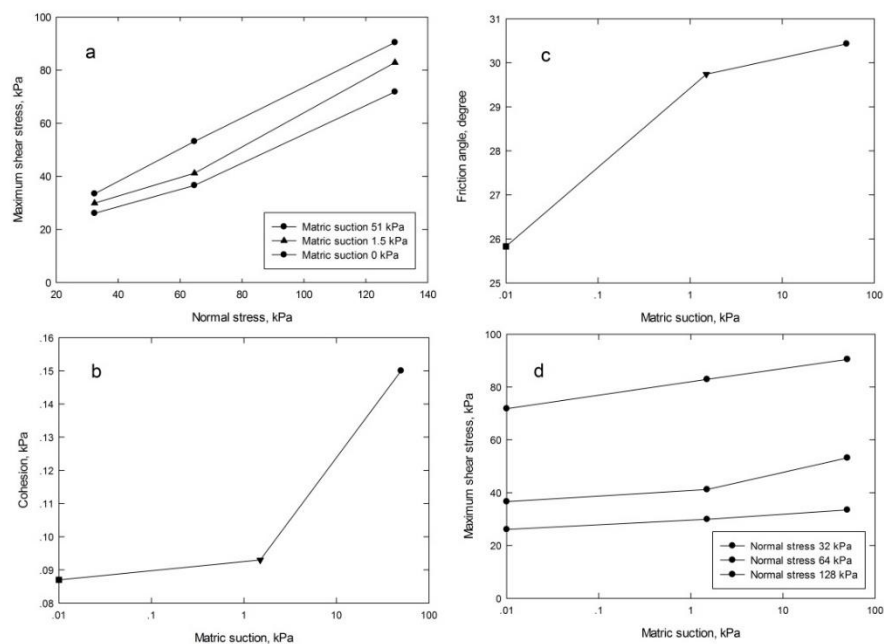 a
Maximum shear stress, kPa
100
80
60
40
20
0
20 40 60 80 100 120 140
Normal stress, kPa
Matric suction 51 kPa
Matric suction 1.5 kPa
Matric suction 0 kPa
c
Friction angle, degree
31
30
29
28
27
26
25
.01 .1 1 10 100
Matric suction, kPa
b
Cohesion, kPa
.16
.15
.14
.13
.12
.11
.10
.09
.08
.01 .1 1 10 100
Matric suction, kPa
d
Maximum shear stress, kPa
100
80
60
40
20
0
.01 .1 1 10 100
Matric suction, kPa
Normal stress 32 kPa
Normal stress 64 kPa
Normal stress 128 kPa